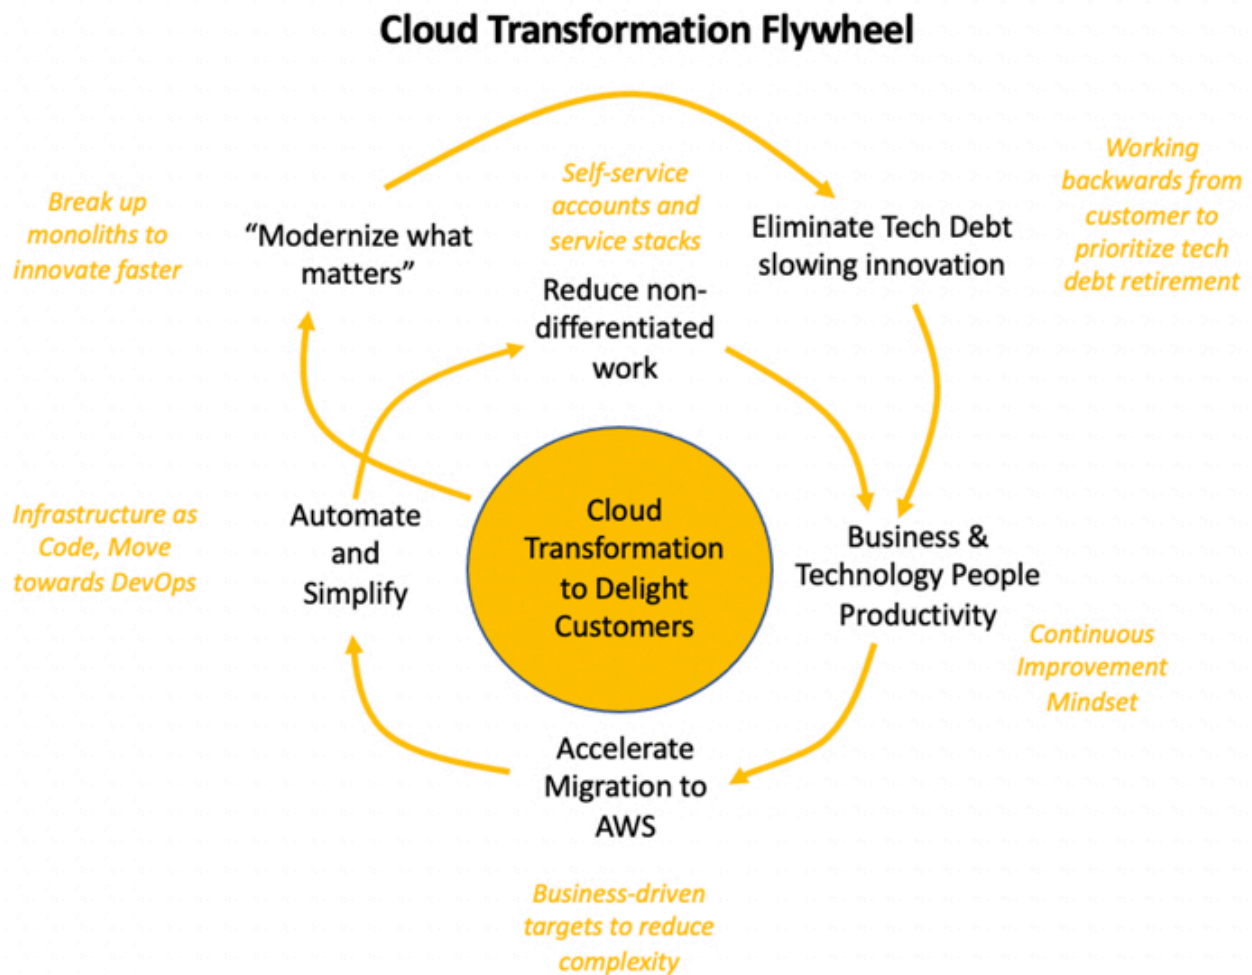 Cloud Transformation Flywheel
Break up
monoliths to
innovate faster
“Modernize what
matters”
Self-service
accounts and
service stacks
Reduce non-
differentiated
work
Eliminate Tech Debt
slowing innovation
Working
backwards from
customer to
prioritize tech
debt retirement
Infrastructure as
Code, Move
towards DevOps
Automate
and
Simplify
Cloud
Transformation
to Delight
Customers
Business &
Technology People
Productivity
Continuous
Improvement
Mindset
Accelerate
Migration to
AWS
Business-driven
targets to reduce
complexity